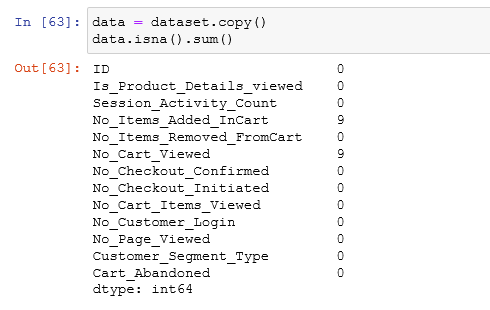 In [63]: data = dataset.copy()
data.isna().sum()
Out[63]: ID 0
Is_Product_Details_viewed 0
Session_Activity_Count 0
No_Items_Added_InCart 9
No_Items_Removed_FromCart 0
No_Cart_Viewed 9
No_Checkout_Confirmed 0
No_Checkout_Initiated 0
No_Cart_Items_Viewed 0
No_Customer_Login 0
No_Page_Viewed 0
Customer_Segment_Type 0
Cart_Abandoned 0
dtype: int64